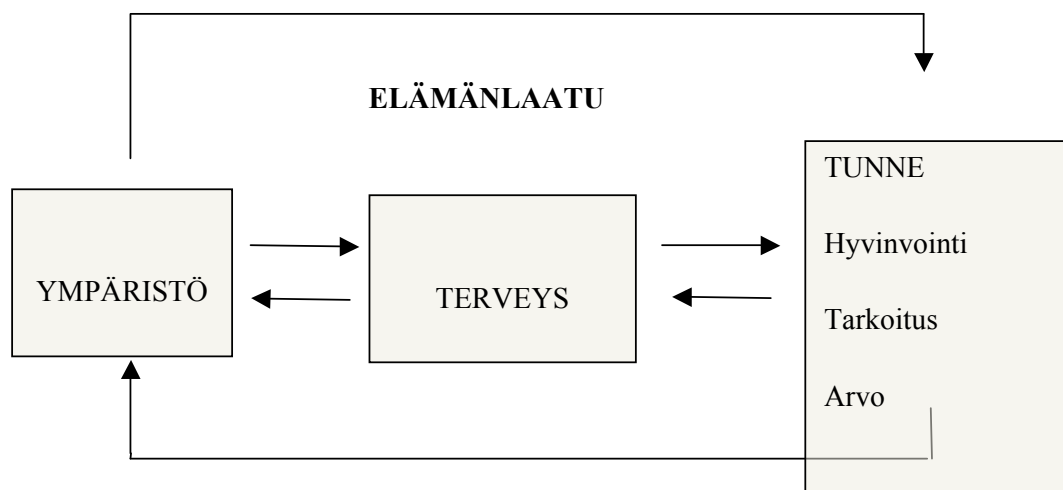 ELÄMÄNLAATU
YMPÄRISTÖ
TERVEYS
TUNNE
Hyvinvointi
Tarkoitus
Arvo